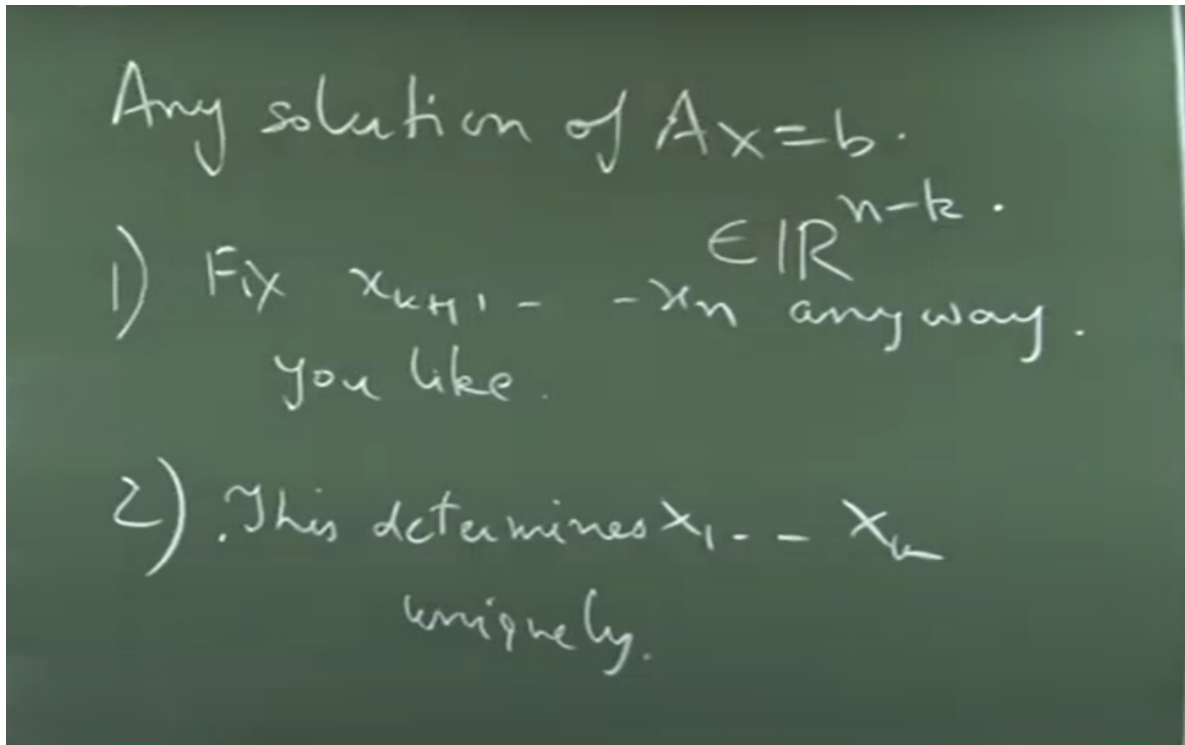 Any solution of Ax=b.
∈ ℝ^{n-k}.
1) Fix x_{k+1}, - - x_n any way.
you like.
2). This determines x_1 - - x_k
uniquely.